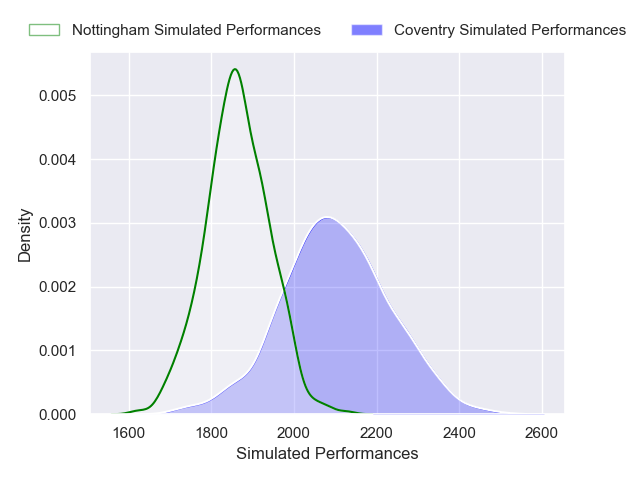 Nottingham Simulated Performances
Coventry Simulated Performances
0.005
0.004
0.003
0.002
0.001
0.000
Density
1600 1800 2000 2200 2400 2600
Simulated Performances